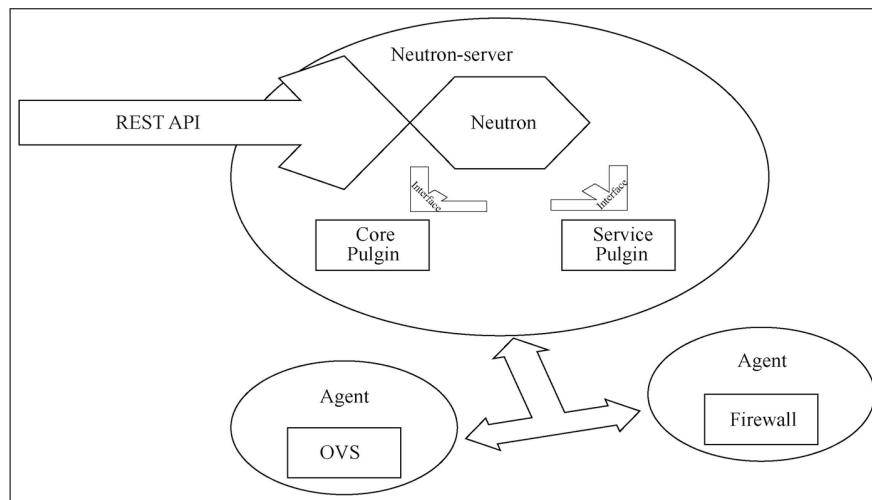 Neutron-server
REST API
Neutron
Interface
Interface
Core
Pulgin
Service
Pulgin
Agent
OVS
Agent
Firewall